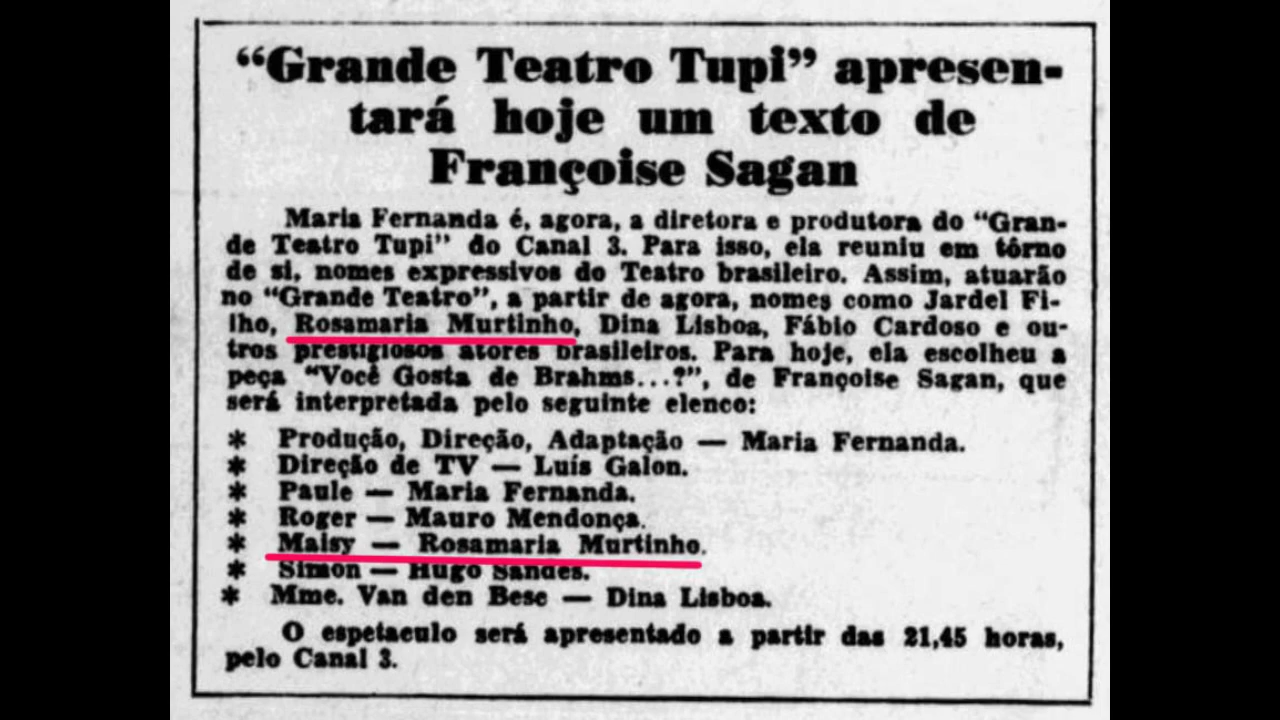 “Grande Teatro Tupi” apresen-
tará hoje um texto de
Françoise Sagan
Maria Fernanda é, agora, a diretora e produtora do “Gran-
de Teatro Tupi” do Canal 3. Para isso, ela reuniu em tôrno
de si, nomes expressivos do Teatro brasileiro. Assim, atuarão
no “Grande Teatro”, a partir de agora, nomes como Jardel Fi-
lho, Rosamaria Murtinho, Dina Lisboa, Fábio Cardoso e ou-
tros prestigiosos atores brasileiros. Para hoje, ela escolheu a
peça “Você Gosta de Brahms...?”, de Françoise Sagan, que
será interpretada pelo seguinte elenco:
* Produção, Direção, Adaptação — Maria Fernanda.
* Direção de TV — Luís Galon.
* Paule — Maria Fernanda.
* Roger — Mauro Mendonça.
* Maisy — Rosamaria Murtinho.
* Simon — Hugo Sandes.
* Mme. Van den Bese — Dina Lisboa.
O espetaculo será apresentado a partir das 21,45 horas,
pelo Canal 3.